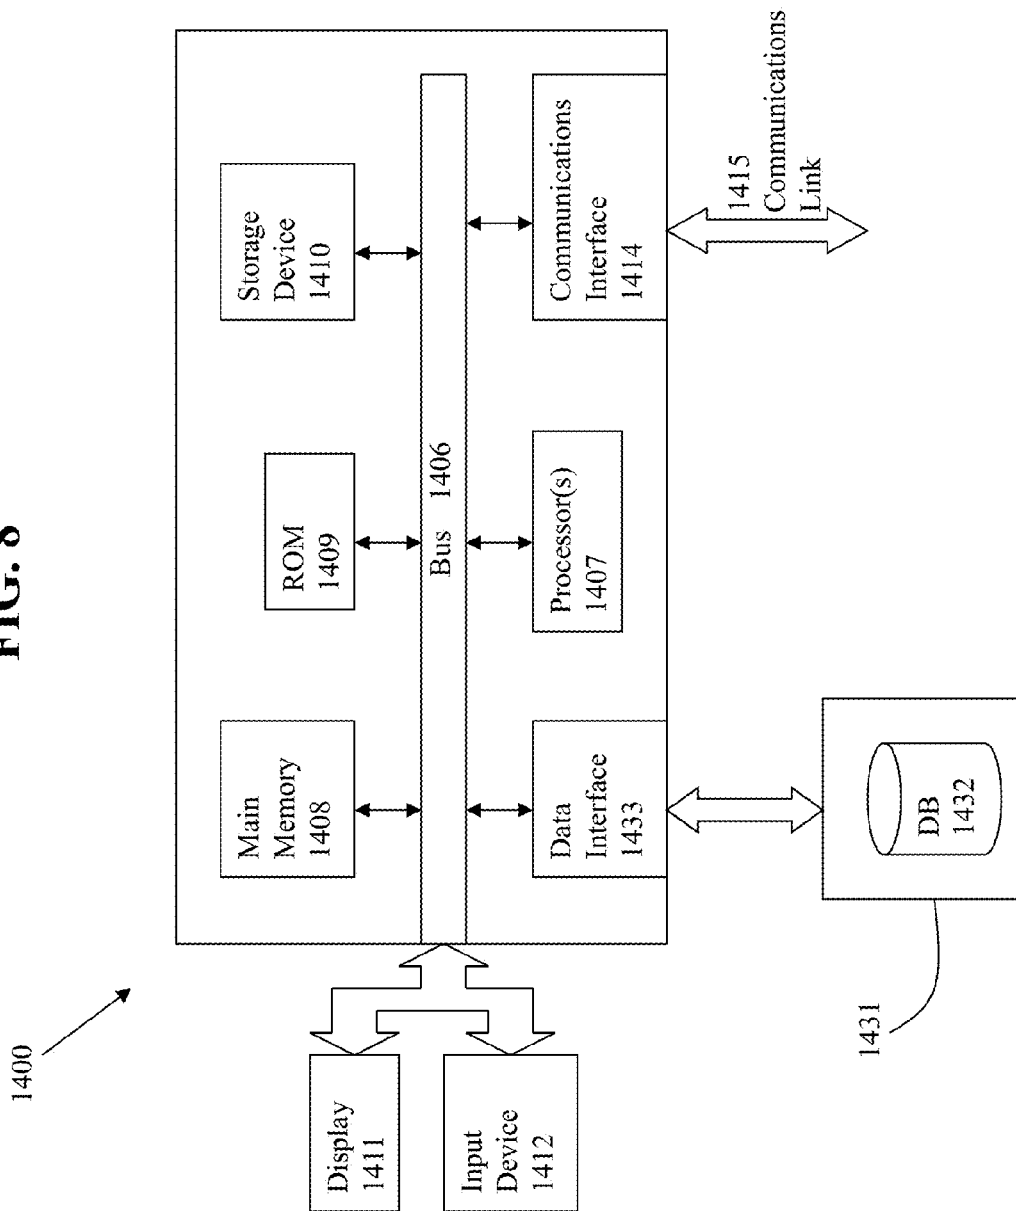 FIG. 8
1400
Main
Memory
1408
ROM
1409
Storage
Device
1410
Display
1411
Bus 1406
Input
Device
1412
Data
Interface
1433
Processor(s)
1407
Communications
Interface
1414
1415
Communications
Link
1431
DB
1432